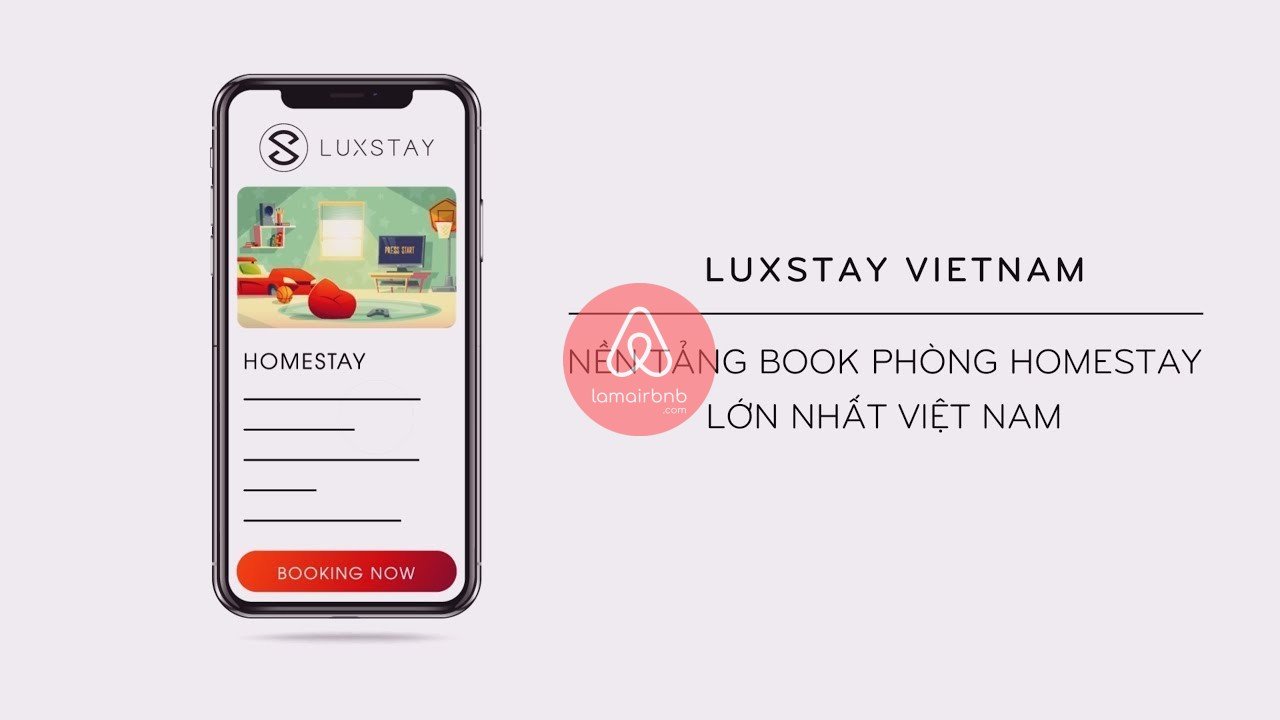 LUXSTAY
PRESS START
HOMESTAY
BOOKING NOW
LUXSTAY VIETNAM
NỀN TẢNG BOOK PHÒNG HOMESTAY
LỚN NHẤT VIỆT NAM
lamairbnb
.com